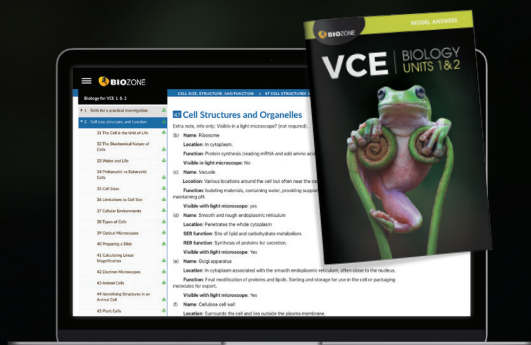 MODEL ANSWERS
BIOZONE
VCE
BIOLOGY
UNITS 1&2
BIOZONE
Biology for VCE 1 & 2
1 Skills for a practical investigation
2 Cell size, structure, and function
31 The Cell is the Unit of Life
32 The Biochemical Nature of
Cells
33 Water and Life
34 Prokaryotic vs Eukaryotic
Cells
35 Cell Sizes
36 Limitations to Cell Size
37 Cellular Environments
38 Types of Cells
39 Optical Microscopes
40 Preparing a Slide
41 Calculating Linear
Magnification
42 Electron Microscopes
43 Animal Cells
44 Identifying Structures in an
Animal Cell
45 Plant Cells
CELL SIZE, STRUCTURE, AND FUNCTION
47 CELL STRUCTURES
47 Cell Structures and Organelles
Extra note, info only: Visible in a light microscope? (not required)
(b) Name: Ribosome
Location: In cytoplasm.
Function: Protein synthesis (reading mRNA and add amino
Visible in light microscope: No
(c) Name: Vacuole
Location: Various locations around the cell but often near the
Function: Isolating materials, containing water, providing
maintaining pH.
Visible with light microscope: yes
(d) Name: Smooth and rough endoplasmic reticulum
Location: Penetrates the whole cytoplasm
SER function: Site of lipid and carbohydrate metabolism.
RER function: Synthesis of proteins for secretion.
Visible with light microscope: Yes
(e) Name: Golgi apparatus
Location: In cytoplasm associated with the smooth endoplasmic reticulum, often close to the nucleus.
Function: Final modification of proteins and lipids. Sorting and storage for use in the cell or packaging
molecules for export.
Visible with light microscope: Yes
(f) Name: Cellulose cell wall
Location: Surrounds the cell and lies outside the plasma membrane.